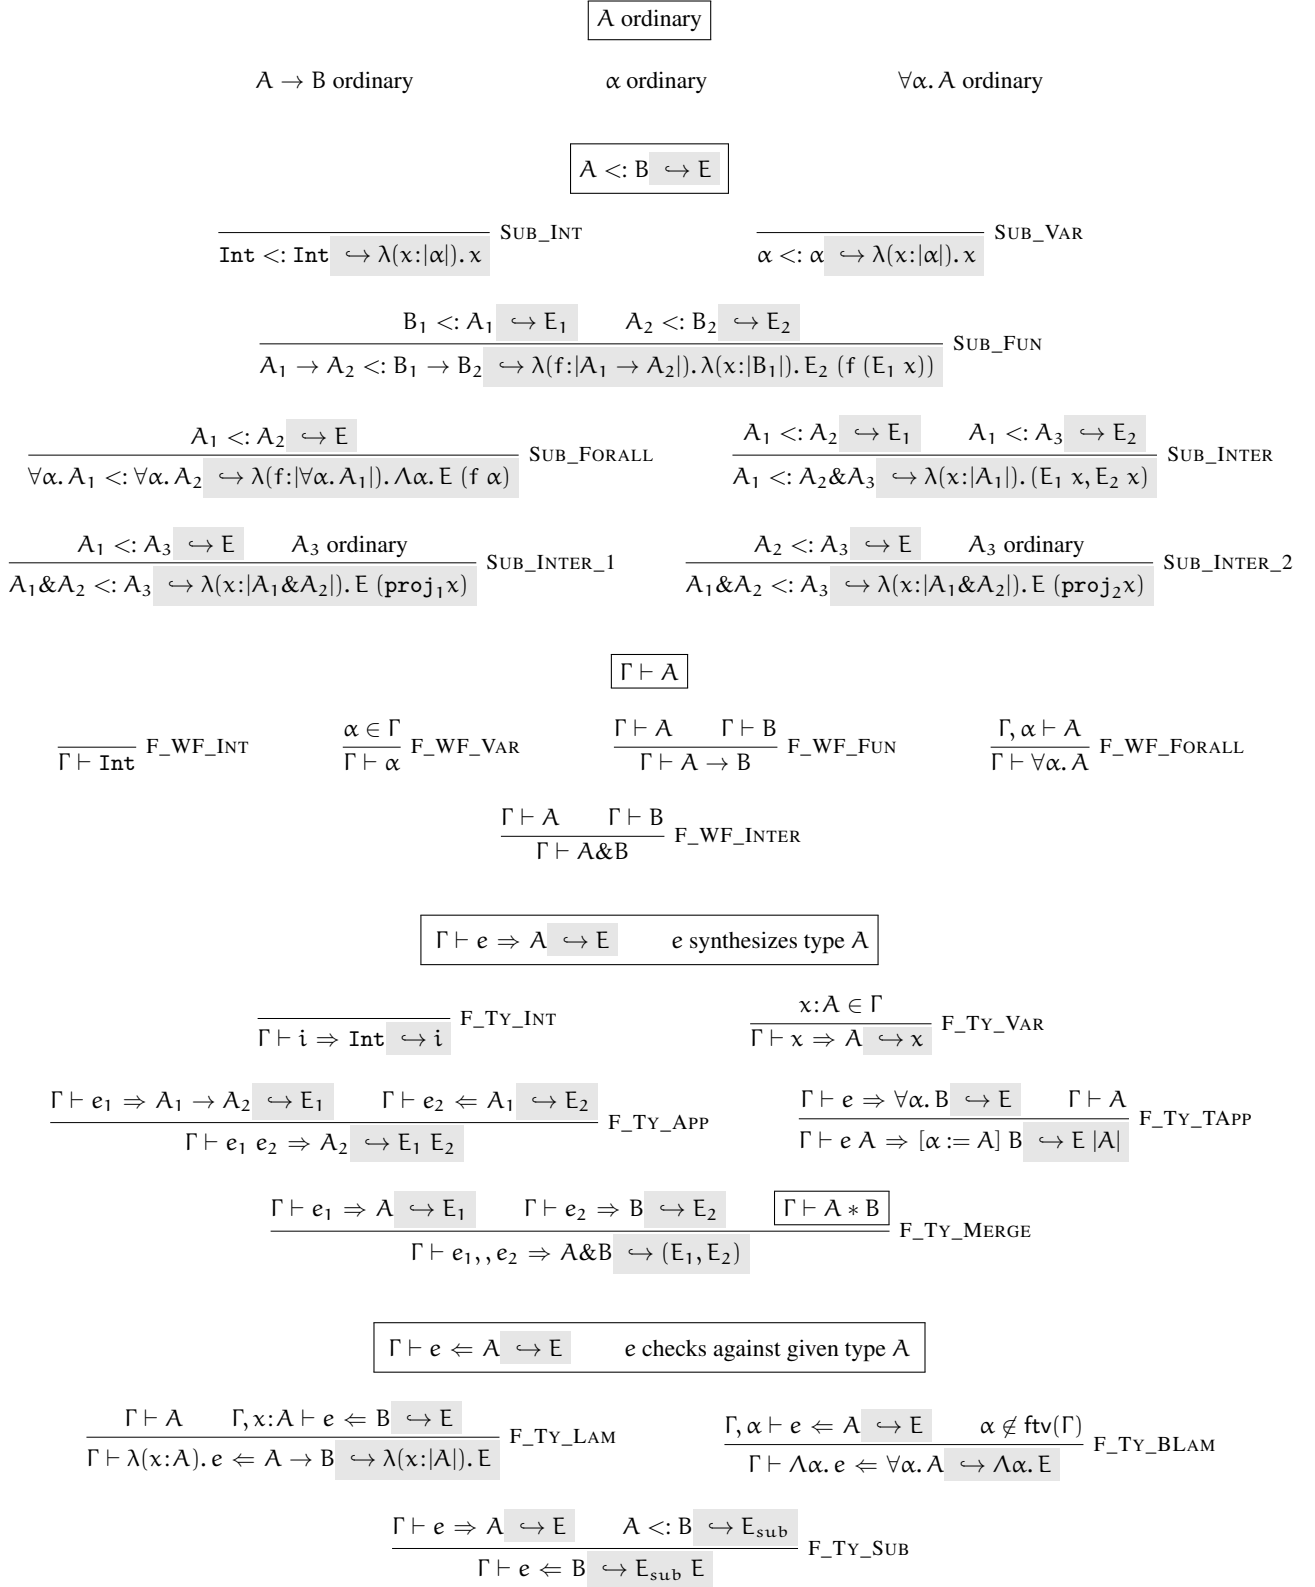 A ordinary
A → B ordinary α ordinary ∀α. A ordinary
A <: B ↪ E
Int <: Int ↪ λ(x:|α|). x SUB_INT
α <: α ↪ λ(x:|α|). x SUB_VAR
B₁ <: A₁ ↪ E₁ A₂ <: B₂ ↪ E₂
A₁ → A₂ <: B₁ → B₂ ↪ λ(f:|A₁ → A₂|). λ(x:|B₁|). E₂ (f (E₁ x)) SUB_FUN
A₁ <: A₂ ↪ E
∀α. A₁ <: ∀α. A₂ ↪ λ(f:|∀α. A₁|). Λα. E (f α) SUB_FORALL
A₁ <: A₂ ↪ E₁ A₁ <: A₃ ↪ E₂
A₁ <: A₂&A₃ ↪ λ(x:|A₁|). (E₁ x, E₂ x) SUB_INTER
A₁ <: A₃ ↪ E A₃ ordinary
A₁&A₂ <: A₃ ↪ λ(x:|A₁&A₂|). E (proj₁x) SUB_INTER_1
A₂ <: A₃ ↪ E A₃ ordinary
A₁&A₂ <: A₃ ↪ λ(x:|A₁&A₂|). E (proj₂x) SUB_INTER_2
Γ ⊢ A
Γ ⊢ Int F_WF_INT
α ∈ Γ
Γ ⊢ α F_WF_VAR
Γ ⊢ A Γ ⊢ B
Γ ⊢ A → B F_WF_FUN
Γ, α ⊢ A
Γ ⊢ ∀α. A F_WF_FORALL
Γ ⊢ A Γ ⊢ B
Γ ⊢ A&B F_WF_INTER
Γ ⊢ e ⇒ A ↪ E e synthesizes type A
Γ ⊢ i ⇒ Int ↪ i F_TY_INT
x:A ∈ Γ
Γ ⊢ x ⇒ A ↪ x F_TY_VAR
Γ ⊢ e₁ ⇒ A₁ → A₂ ↪ E₁ Γ ⊢ e₂ ⇐ A₁ ↪ E₂
Γ ⊢ e₁ e₂ ⇒ A₂ ↪ E₁ E₂ F_TY_APP
Γ ⊢ e ⇒ ∀α. B ↪ E Γ ⊢ A
Γ ⊢ e A ⇒ [α := A] B ↪ E |A| F_TY_TAPP
Γ ⊢ e₁ ⇒ A ↪ E₁ Γ ⊢ e₂ ⇒ B ↪ E₂ Γ ⊢ A ∗ B
Γ ⊢ e₁,,e₂ ⇒ A&B ↪ (E₁, E₂) F_TY_MERGE
Γ ⊢ e ⇐ A ↪ E e checks against given type A
Γ ⊢ A Γ, x:A ⊢ e ⇐ B ↪ E
Γ ⊢ λ(x:A). e ⇐ A → B ↪ λ(x:|A|). E F_TY_LAM
Γ, α ⊢ e ⇐ A ↪ E α ∉ ftv(Γ)
Γ ⊢ Λα. e ⇐ ∀α. A ↪ Λα. E F_TY_BLAM
Γ ⊢ e ⇒ A ↪ E A <: B ↪ E_sub
Γ ⊢ e ⇐ B ↪ E_sub E F_TY_SUB